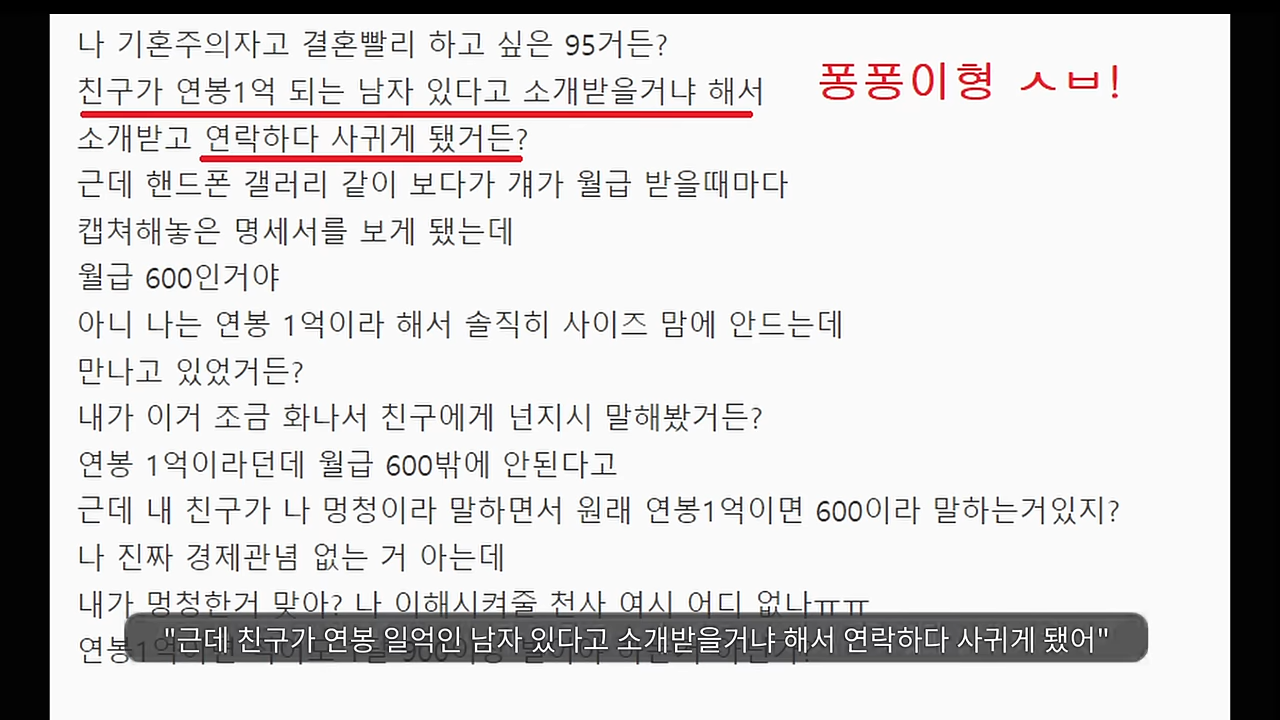 나 기혼주의자고 결혼빨리 하고 싶은 95거든?
친구가 연봉1억 되는 남자 있다고 소개받을거냐 해서
퐁퐁이형 ㅅㅂ!
소개받고 연락하다 사귀게 됐거든?
근데 핸드폰 갤러리 같이 보다가 걔가 월급 받을때마다
캡쳐해놓은 명세서를 보게 됐는데
월급 600인거야
아니 나는 연봉 1억이라 해서 솔직히 사이즈 맘에 안드는데
만나고 있었거든?
내가 이거 조금 화나서 친구에게 넌지시 말해봤거든?
연봉 1억이라던데 월급 600밖에 안된다고
근데 내 친구가 나 멍청이라 말하면서 원래 연봉1억이면 600이라 말하는거있지?
나 진짜 경제관념 없는 거 아는데
내가 멍청한거 맞아? 나 이해시켜줄 천사 여시 어디 없나ㅠㅠ
연봉1억이면
"근데 친구가 연봉 일억인 남자 있다고 소개받을거냐 해서 연락하다 사귀게 됐어"